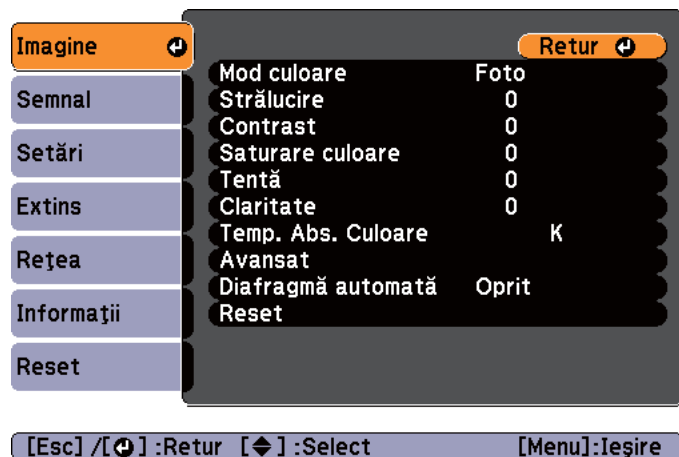 Imagine
Semnal
Setări
Extins
Reţea
Informaţii
Reset
Retur
Mod culoare Foto
Strălucire 0
Contrast 0
Saturare culoare 0
Tentă 0
Claritate 0
Temp. Abs. Culoare K
Avansat
Diafragmă automată Oprit
Reset
[Esc] /[ ] :Retur [ ] :Select [Menu]:Ieşire